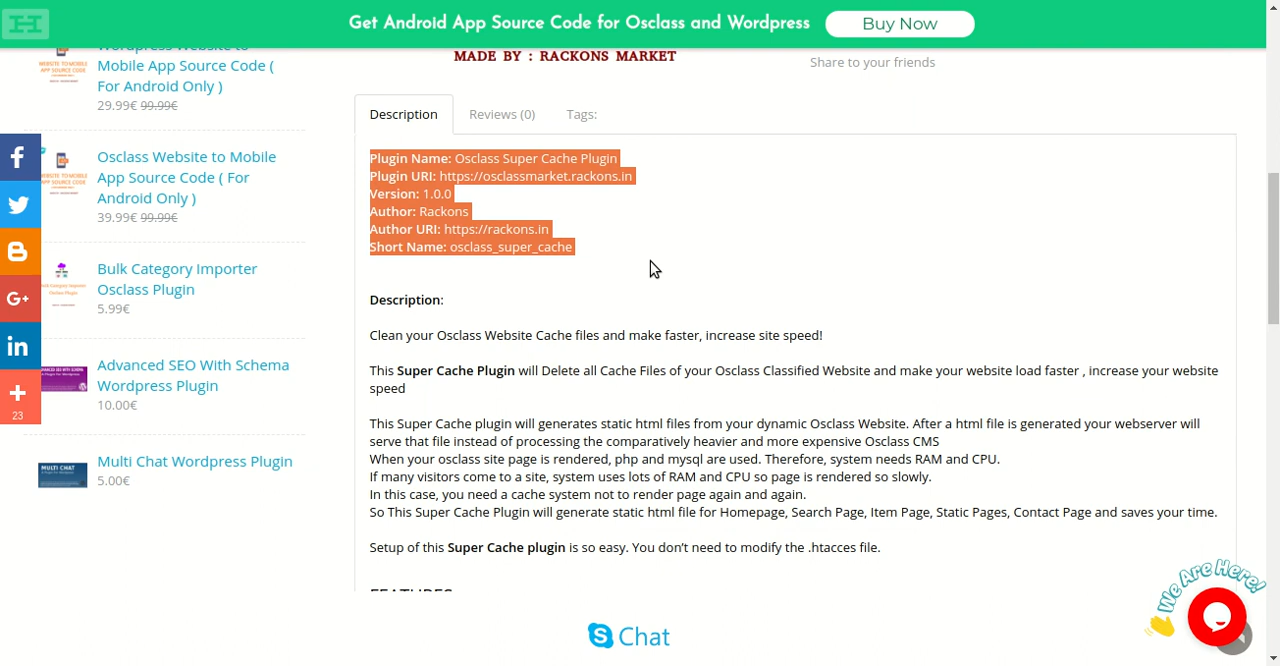 Get Android App Source Code for Osclass and Wordpress
Buy Now
Wordpress Website to
Mobile App Source Code (
For Android Only )
29.99€ 99.99€
Osclass Website to Mobile
App Source Code ( For
Android Only )
39.99€ 99.99€
Bulk Category Importer
Osclass Plugin
5.99€
Advanced SEO With Schema
Wordpress Plugin
10.00€
Multi Chat Wordpress Plugin
5.00€
MULTI CHAT
23
MADE BY : RACKONS MARKET
Share to your friends
Description
Reviews (0)
Tags:
Plugin Name: Osclass Super Cache Plugin
Plugin URI: https://osclassmarket.rackons.in
Version: 1.0.0
Author: Rackons
Author URI: https://rackons.in
Short Name: osclass_super_cache
Description:
Clean your Osclass Website Cache files and make faster, increase site speed!
This Super Cache Plugin will Delete all Cache Files of your Osclass Classified Website and make your website load faster , increase your website
speed
This Super Cache plugin will generates static html files from your dynamic Osclass Website. After a html file is generated your webserver will
serve that file instead of processing the comparatively heavier and more expensive Osclass CMS
When your osclass site page is rendered, php and mysql are used. Therefore, system needs RAM and CPU.
If many visitors come to a site, system uses lots of RAM and CPU so page is rendered so slowly.
In this case, you need a cache system not to render page again and again.
So This Super Cache Plugin will generate static html file for Homepage, Search Page, Item Page, Static Pages, Contact Page and saves your time.
Setup of this Super Cache plugin is so easy. You don’t need to modify the .htacces file.
FEATURES
Chat
We Are Here!